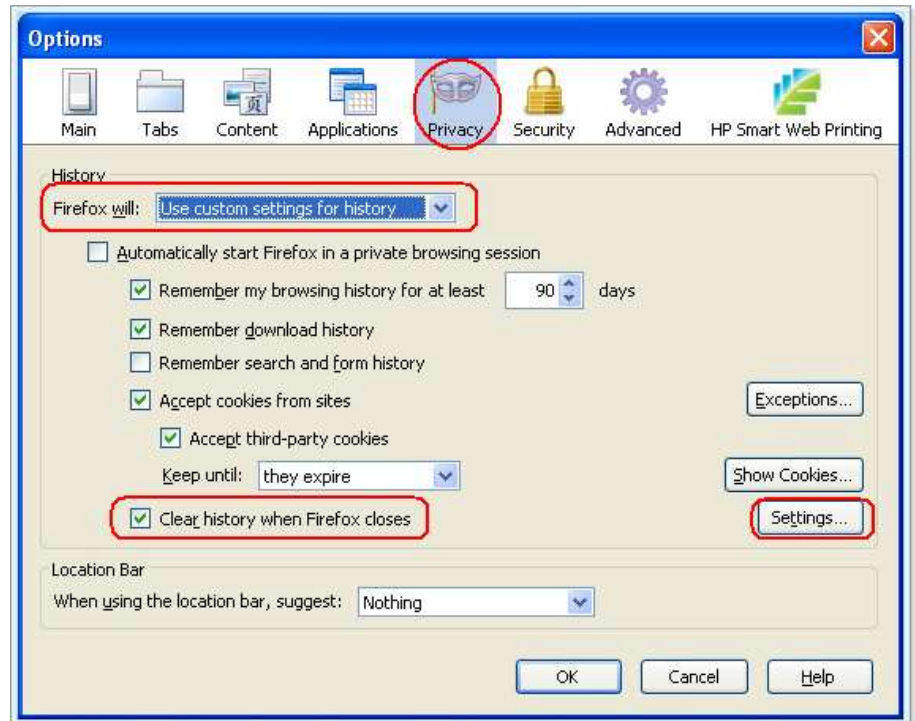 Options
Main Tabs Content Applications Privacy Security Advanced HP Smart Web Printing
页
History
Firefox will: Use custom settings for history
Automatically start Firefox in a private browsing session
Remember my browsing history for at least 90 days
Remember download history
Remember search and form history
Accept cookies from sites Exceptions...
Accept third-party cookies
Keep until: they expire Show Cookies...
Clear history when Firefox closes Settings...
Location Bar
When using the location bar, suggest: Nothing
OK Cancel Help